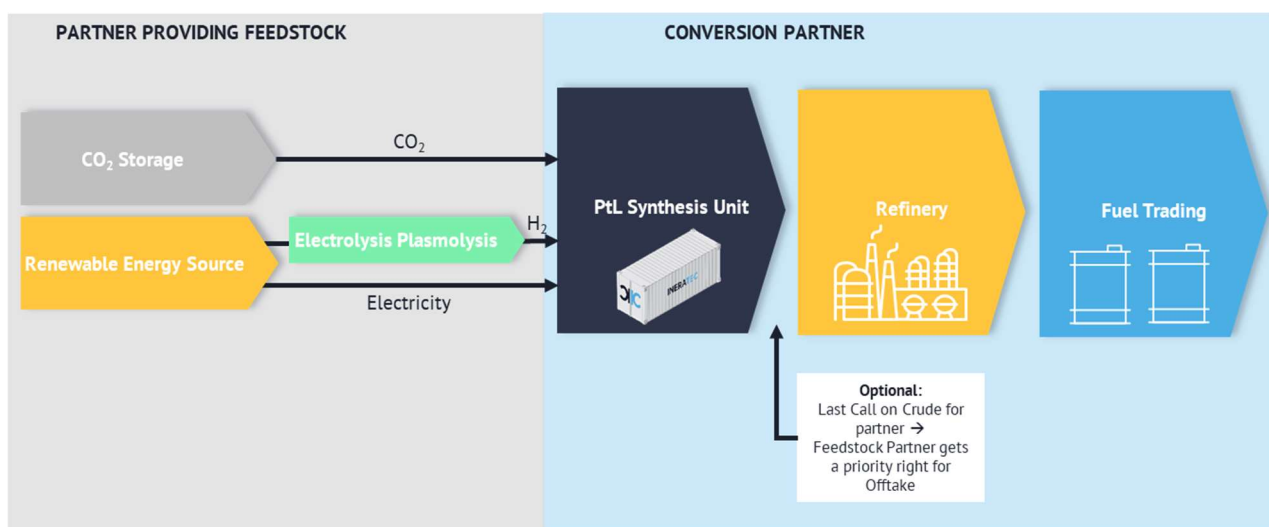 PARTNER PROVIDING FEEDSTOCK
CONVERSION PARTNER
CO₂ Storage
CO₂
Renewable Energy Source
Electrolysis Plasmolysis
H₂
Electricity
PtL Synthesis Unit
INERATEC
Refinery
Fuel Trading
Optional:
Last Call on Crude for
partner →
Feedstock Partner gets
a priority right for
Offtake